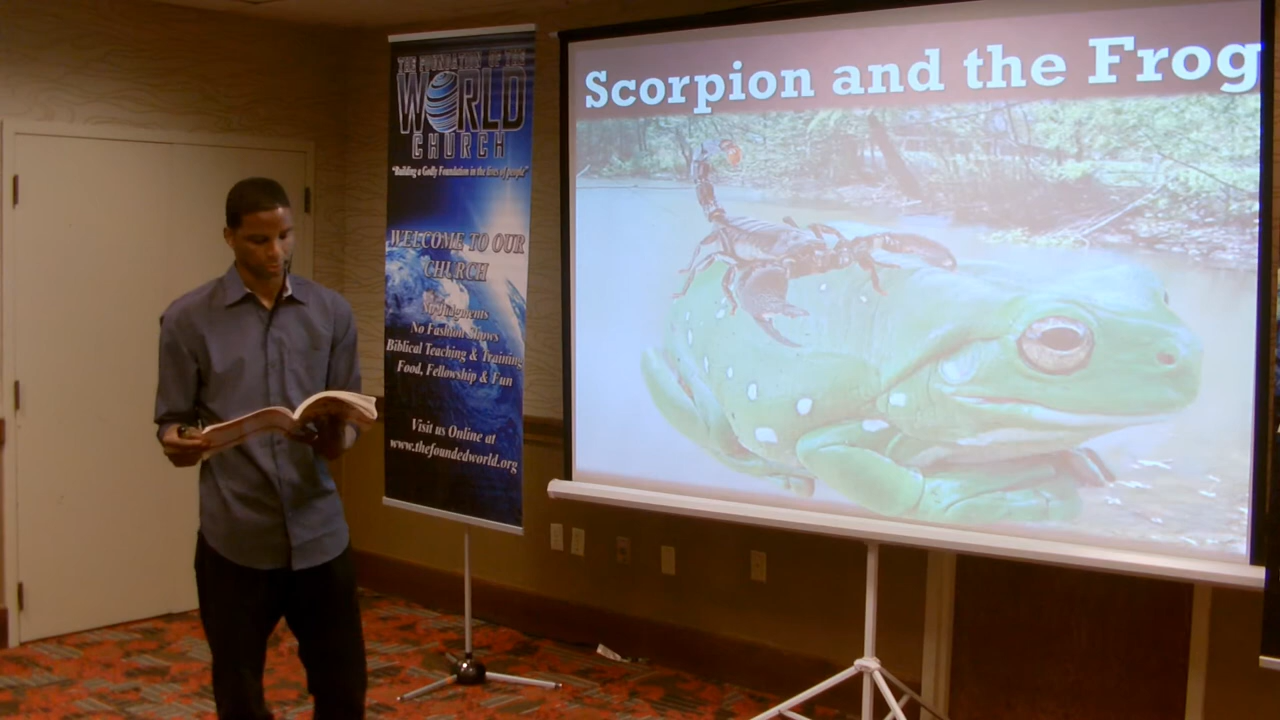 THE FOUNDATION OF THE
WORLD
CHURCH
"Building a Godly Foundation in the lives of people"
WELCOME TO OUR
CHURCH
No Judgments
No Fashion Shows
Biblical Teaching & Training
Food, Fellowship & Fun
Visit us Online at
www.thefoundedworld.org
Scorpion and the Frog